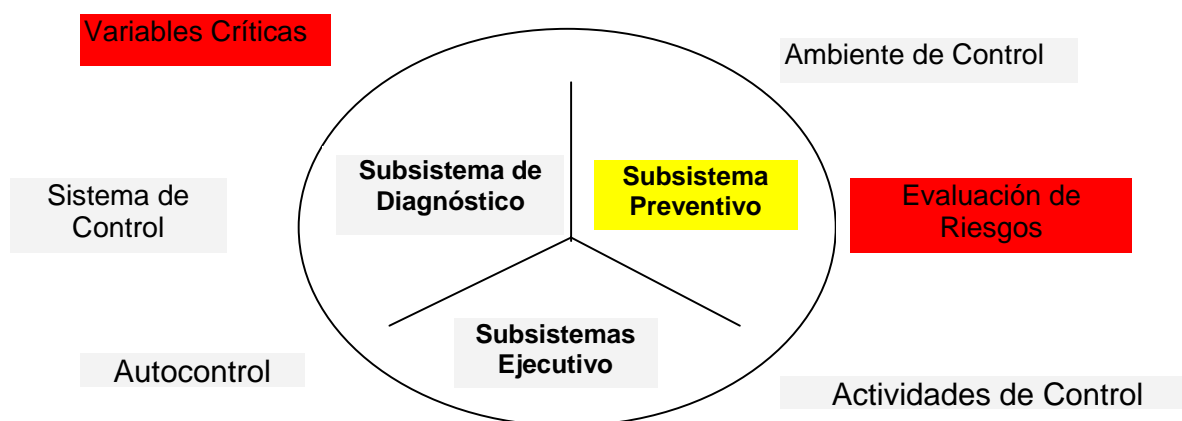 Variables Críticas
Ambiente de Control
Subsistema de
Diagnóstico
Subsistema
Preventivo
Sistema de
Control
Evaluación de
Riesgos
Subsistemas
Ejecutivo
Autocontrol
Actividades de Control